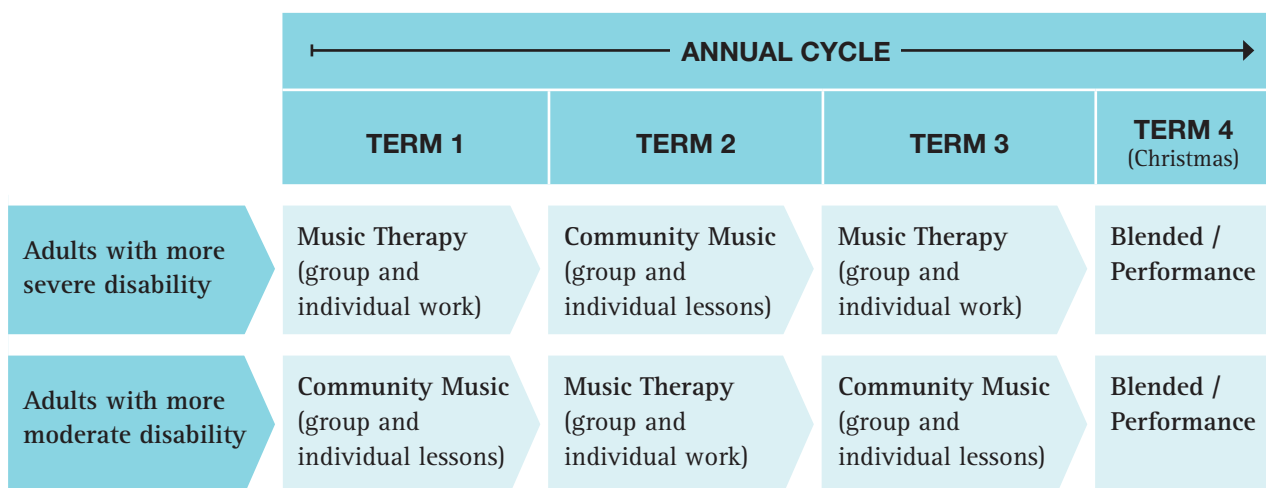 ANNUAL CYCLE
TERM 1
TERM 2
TERM 3
TERM 4
(Christmas)
Adults with more
severe disability
Music Therapy
(group and
individual work)
Community Music
(group and
individual lessons)
Music Therapy
(group and
individual work)
Blended /
Performance
Adults with more
moderate disability
Community Music
(group and
individual lessons)
Music Therapy
(group and
individual work)
Community Music
(group and
individual lessons)
Blended /
Performance